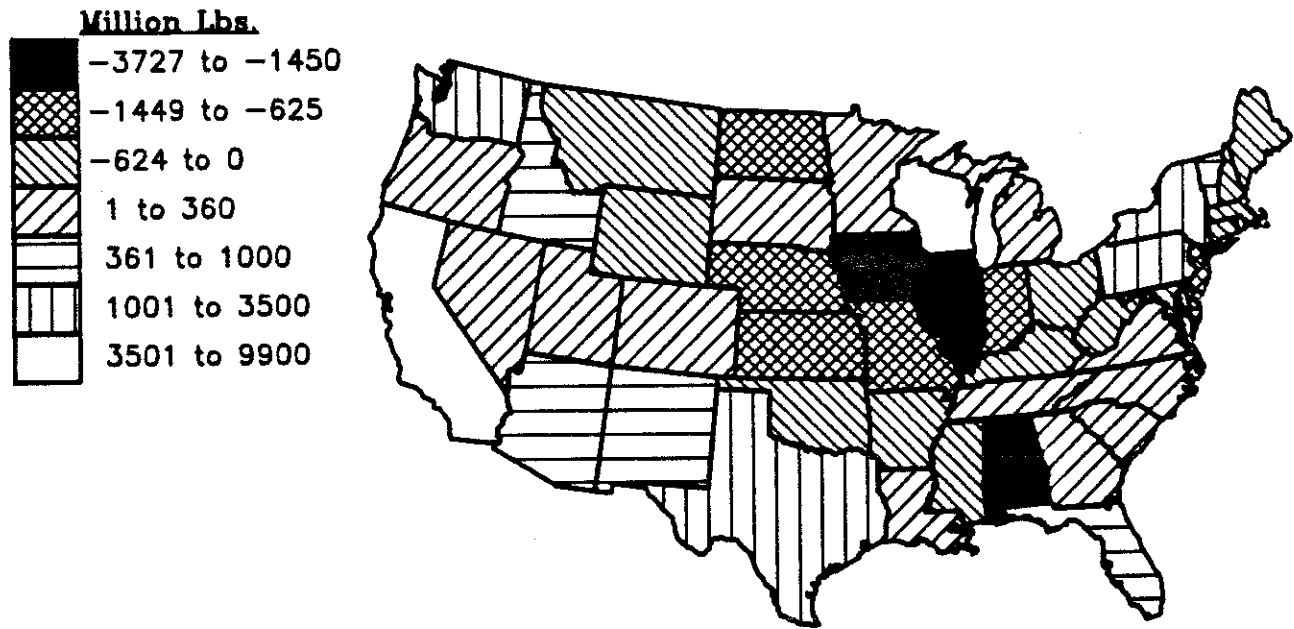 Million Lbs.
-3727 to -1450
-1449 to -625
-624 to 0
1 to 360
361 to 1000
1001 to 3500
3501 to 9900